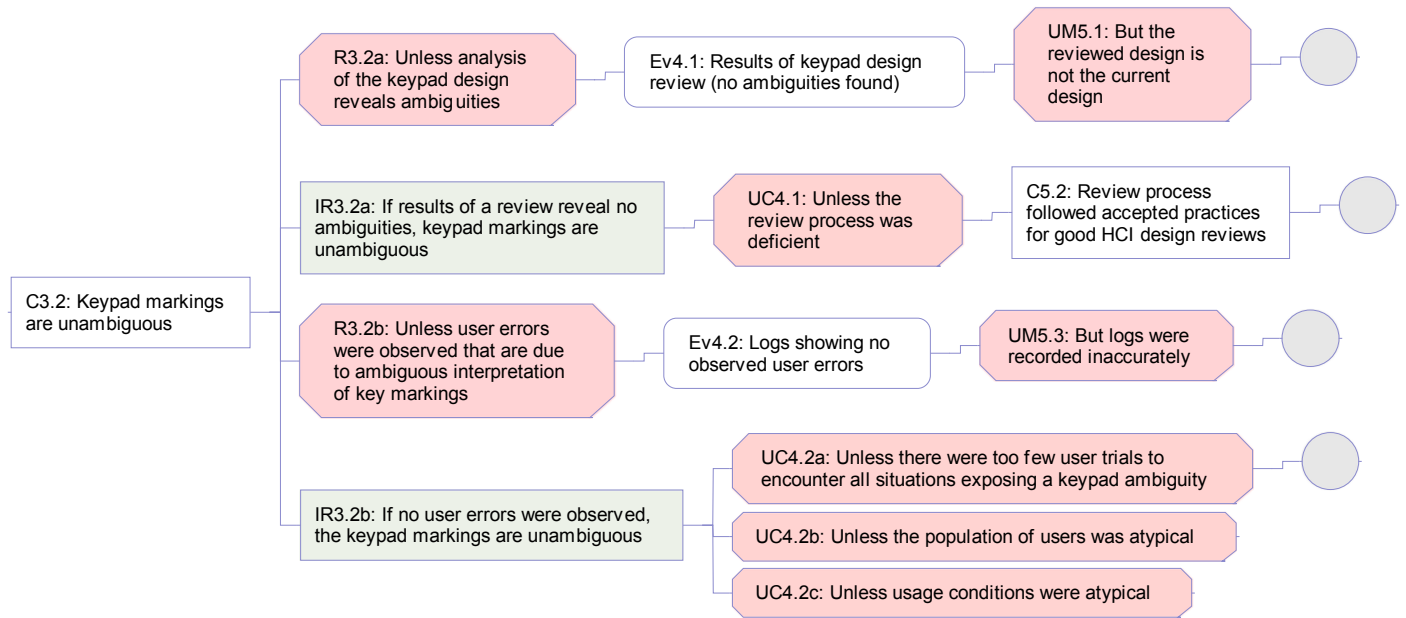 R3.2a: Unless analysis
of the keypad design
reveals ambiguities
Ev4.1: Results of keypad design
review (no ambiguities found)
UM5.1: But the
reviewed design is
not the current
design
IR3.2a: If results of a review reveal no
ambiguities, keypad markings are
unambiguous
UC4.1: Unless the
review process was
deficient
C5.2: Review process
followed accepted practices
for good HCI design reviews
C3.2: Keypad markings
are unambiguous
R3.2b: Unless user errors
were observed that are due
to ambiguous interpretation
of key markings
Ev4.2: Logs showing no
observed user errors
UM5.3: But logs were
recorded inaccurately
IR3.2b: If no user errors were observed,
the keypad markings are unambiguous
UC4.2a: Unless there were too few user trials to
encounter all situations exposing a keypad ambiguity
UC4.2b: Unless the population of users was atypical
UC4.2c: Unless usage conditions were atypical